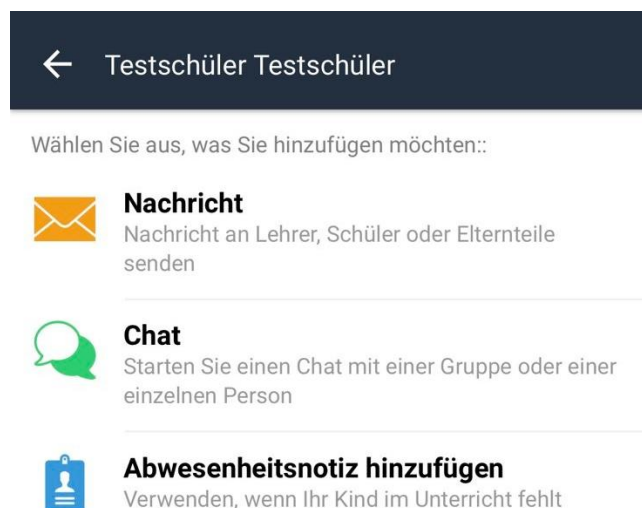 Testschüler Testschüler
Wählen Sie aus, was Sie hinzufügen möchten::
Nachricht
Nachricht an Lehrer, Schüler oder Elternteile
senden
Chat
Starten Sie einen Chat mit einer Gruppe oder einer
einzelnen Person
Abwesenheitsnotiz hinzufügen
Verwenden, wenn Ihr Kind im Unterricht fehlt